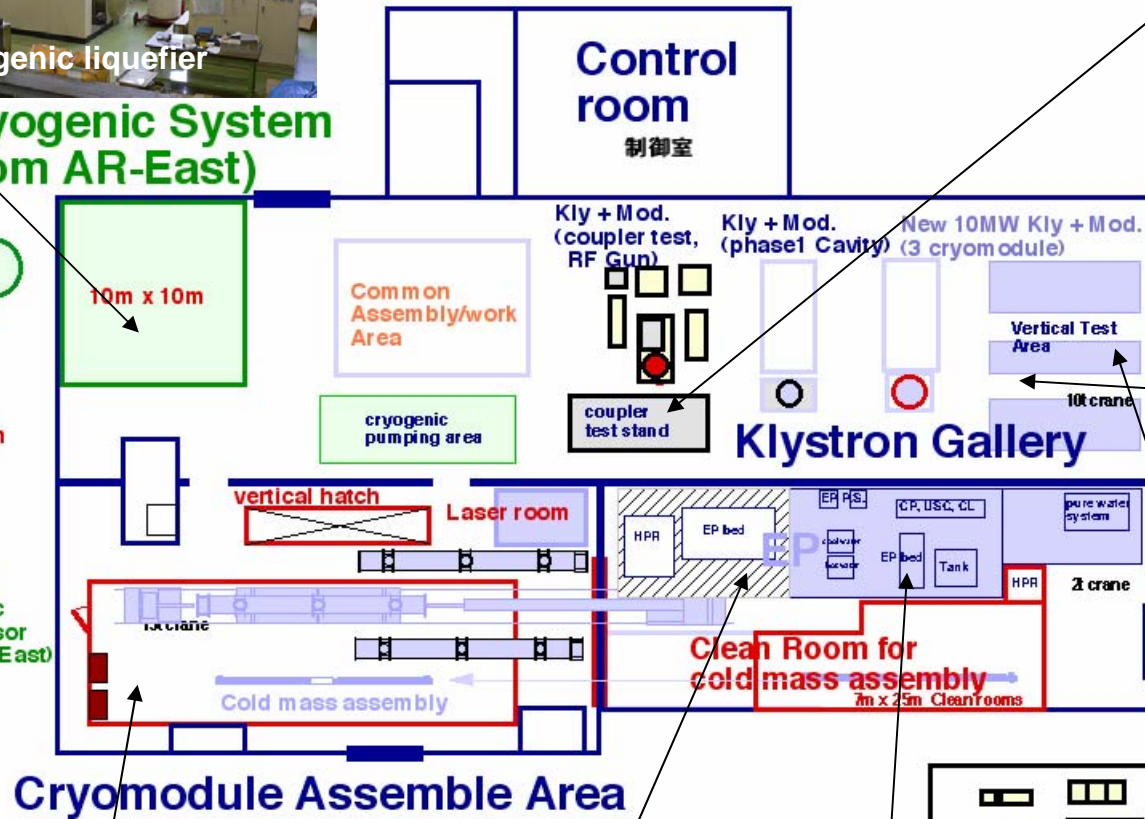 genic liquefier
yogenic System
om AR-East)
Control
room
制御室
10m x 10m
Common
Assembly/work
Area
Kly + Mod.
(coupler test,
RF Gun)
Kly + Mod.
(phase1 Cavity)
New 10MW Kly + Mod.
(3 cryomodule)
Vertical Test
Area
10t crane
cryogenic
pumping area
coupler
test stand
Klystron Gallery
vertical hatch
Laser room
HPR
EP bed
EP
EP P.S.
CP, USC, CL
EP bed
Tank
pure water
system
HPR
2t crane
crane
Cold mass assembly
Clean Room for
cold mass assembly
7m x 25m Cleanrooms
sor
East)
Cryomodule Assemble Area